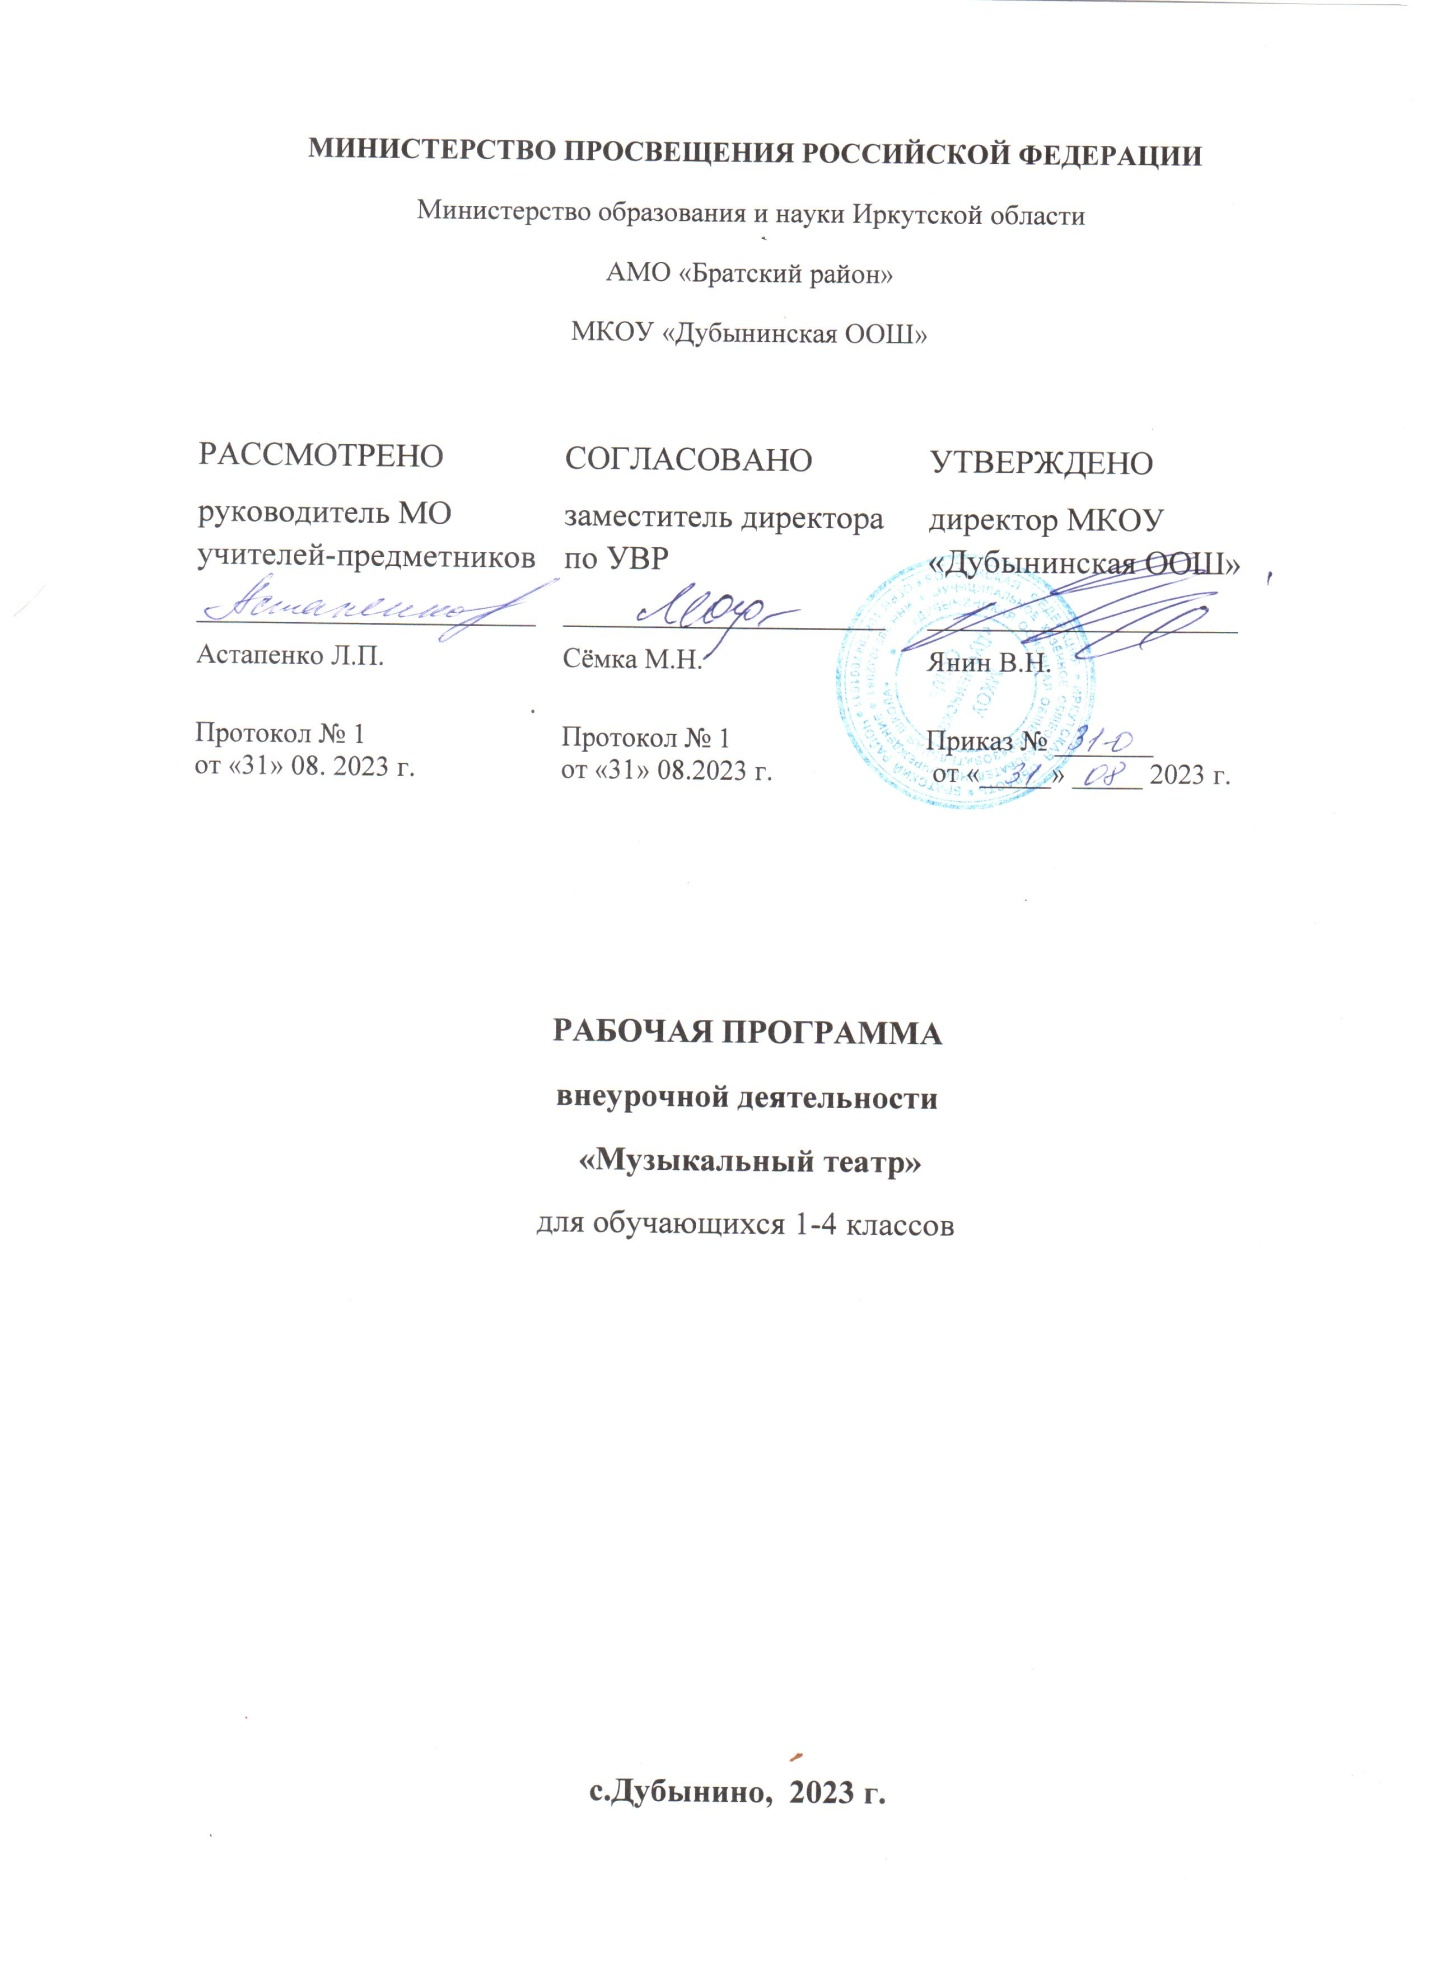 МИНИСТЕРСТВО ПРОСВЕЩЕНИЯ РОССИЙСКОЙ ФЕДЕРАЦИИ
Министерство образования и науки Иркутской области
АМО «Братский район»
МКОУ «Дубынинская ООШ»
РАССМОТРЕНО
руководитель МО
учителей-предметников
Астапенко
Астапенко Л.П.
Протокол № 1
от «31» 08. 2023 г.
СОГЛАСОВАНО
заместитель директора
по УВР
Сёмка М.Н.
Протокол № 1
от «31» 08.2023 г.
УТВЕРЖДЕНО
директор МКОУ
«Дубынинская ООШ»
Янин В.Н.
Приказ № 31-О
от «31» 08 2023 г.
РАБОЧАЯ ПРОГРАММА
внеурочной деятельности
«Музыкальный театр»
для обучающихся 1-4 классов
с.Дубынино, 2023 г.